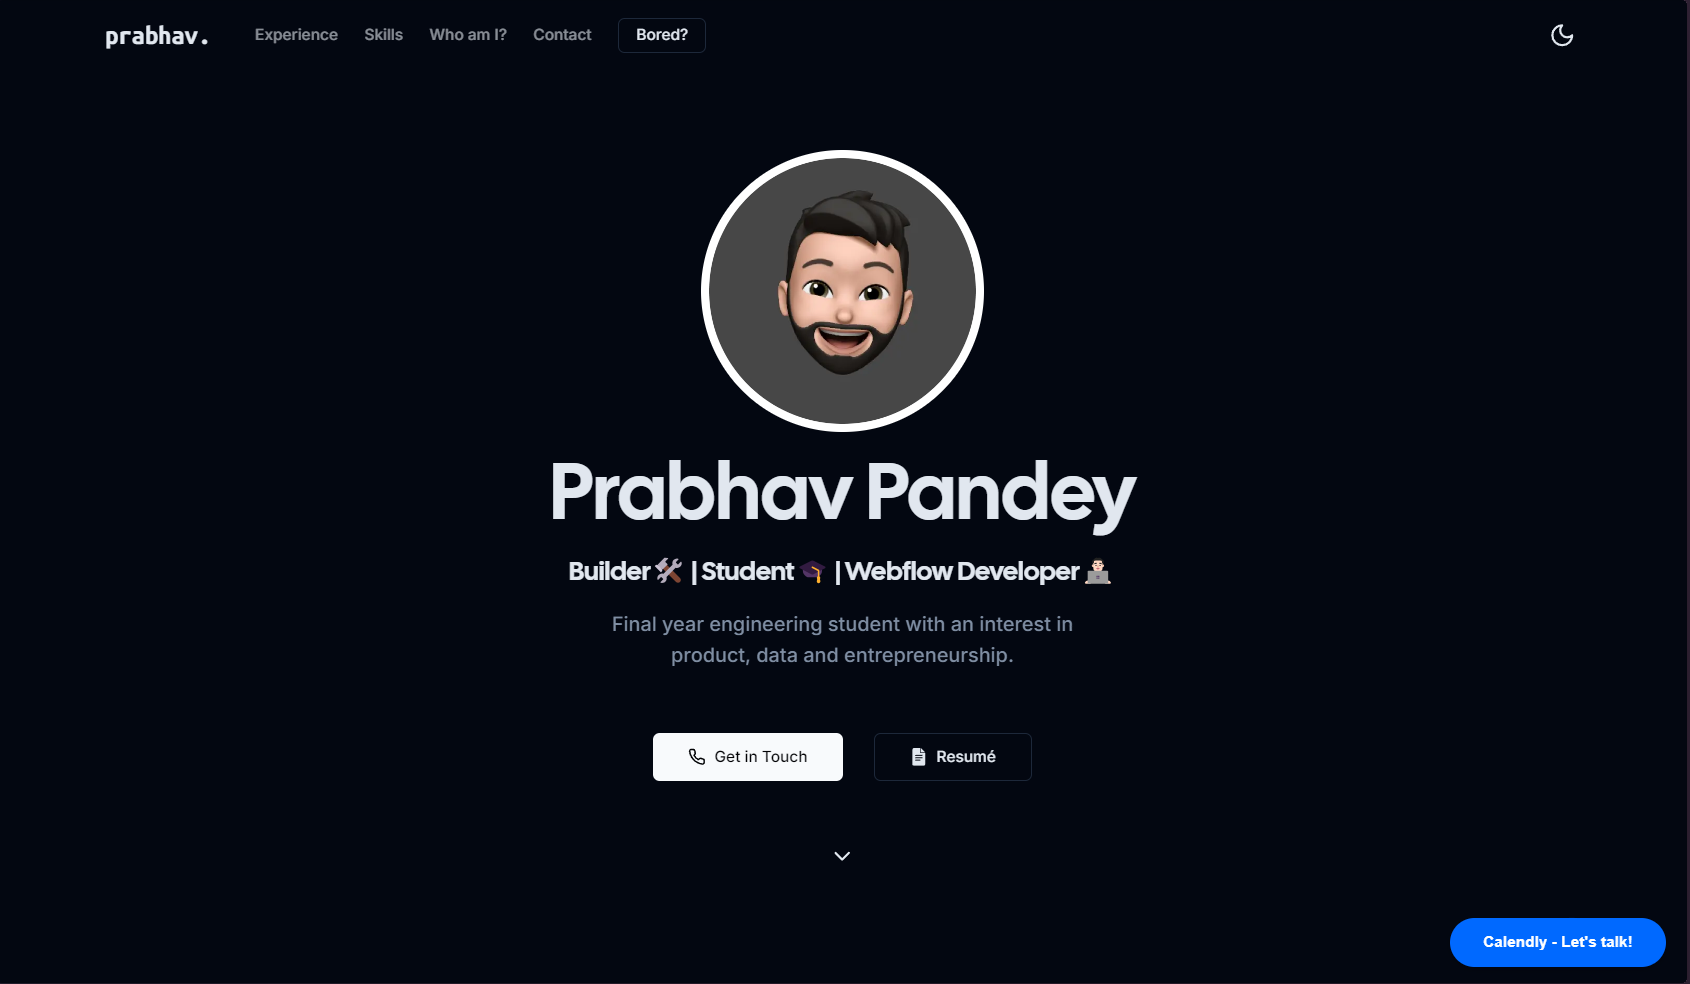 prabhav.
Experience
Skills
Who am I?
Contact
Bored?
Prabhav Pandey
Builder 🛠️ | Student 🎓 | Webflow Developer 👨🏻‍💻
Final year engineering student with an interest in
product, data and entrepreneurship.
Get in Touch
Resumé
Calendly - Let's talk!